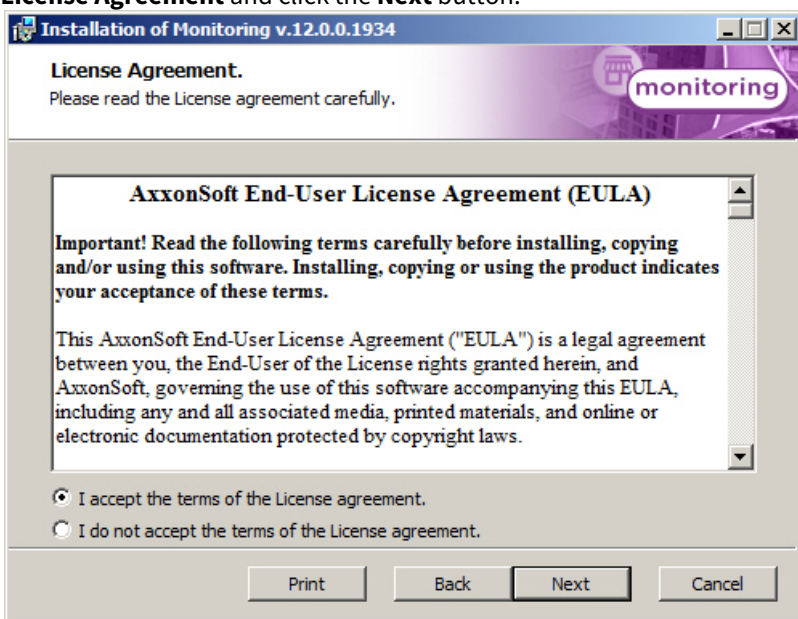 License Agreement and click the Next button.
Installation of Monitoring v.12.0.0.1934
License Agreement.
Please read the License agreement carefully.
monitoring
AxxonSoft End-User License Agreement (EULA)
Important! Read the following terms carefully before installing, copying
and/or using this software. Installing, copying or using the product indicates
your acceptance of these terms.
This AxxonSoft End-User License Agreement ("EULA") is a legal agreement
between you, the End-User of the License rights granted herein, and
AxxonSoft, governing the use of this software accompanying this EULA,
including any and all associated media, printed materials, and online or
electronic documentation protected by copyright laws.
I accept the terms of the License agreement.
I do not accept the terms of the License agreement.
Print Back Next Cancel